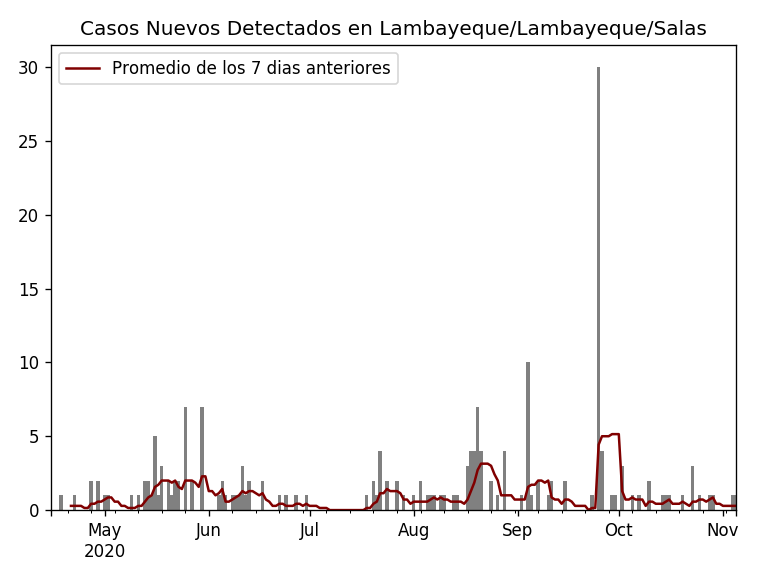 Casos Nuevos Detectados en Lambayeque/Lambayeque/Salas
Promedio de los 7 dias anteriores
30
25
20
15
10
5
0
May Jun Jul Aug Sep Oct Nov
2020